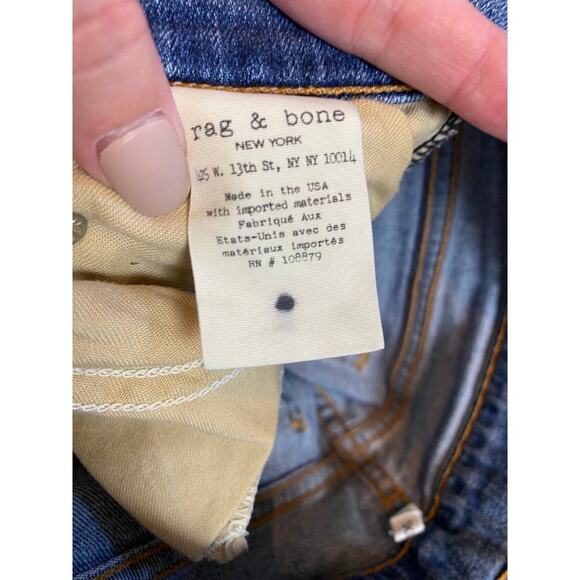 rag & bone
NEW YORK
425 W. 13th St, NY NY 10014
Made in the USA
with imported materials
Fabriqué Aux
Etats-Unis avec des
matériaux importés
RN # 108879